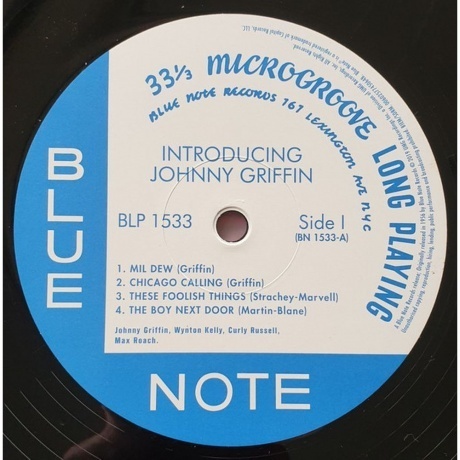 33⅓ MICROGROOVE LONG PLAYING
BLUE NOTE RECORDS 767 LEXINGTON AVE NYC
INTRODUCING
JOHNNY GRIFFIN
BLP 1533
Side I
(BN 1533-A)
1. MIL DEW (Griffin)
2. CHICAGO CALLING (Griffin)
3. THESE FOOLISH THINGS (Strachey-Marvell)
4. THE BOY NEXT DOOR (Martin-Blane)
Johnny Griffin, Wynton Kelly, Curly Russell,
Max Roach.
BLUE
NOTE